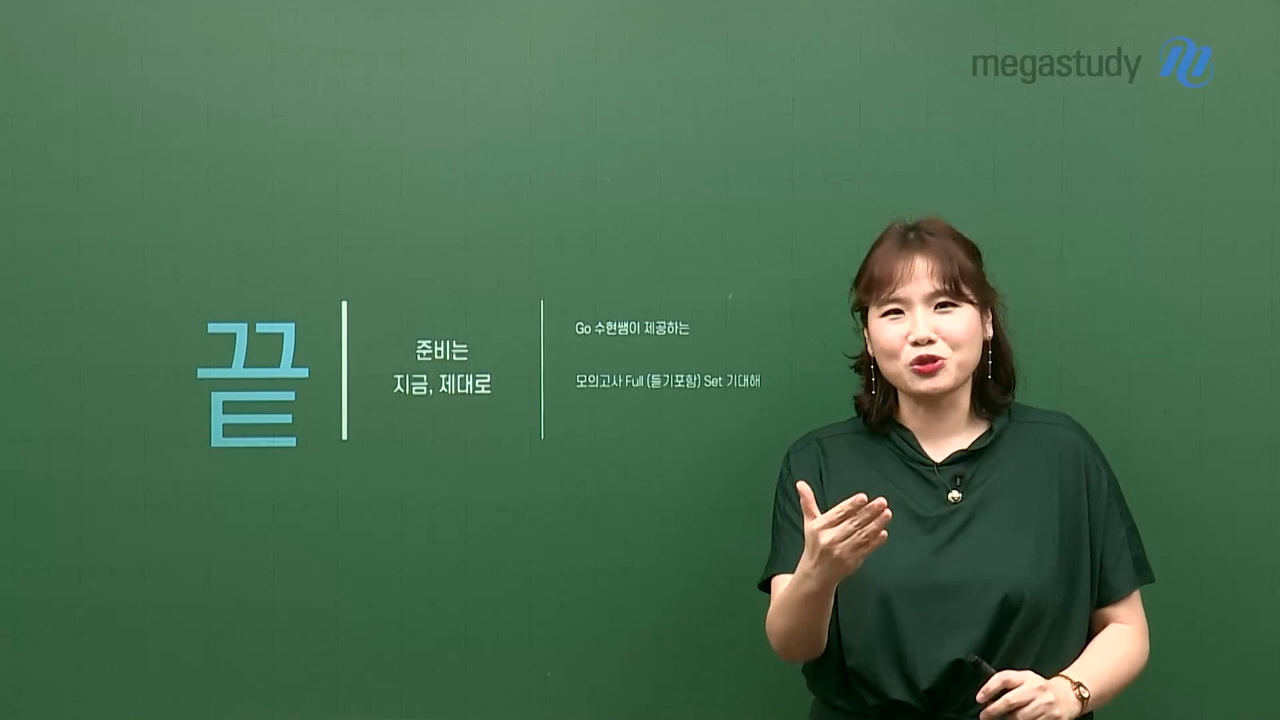 megastudy
끝
준비는
지금, 제대로
Go 수현쌤이 제공하는
모의고사 Full (듣기포함) Set 기대해